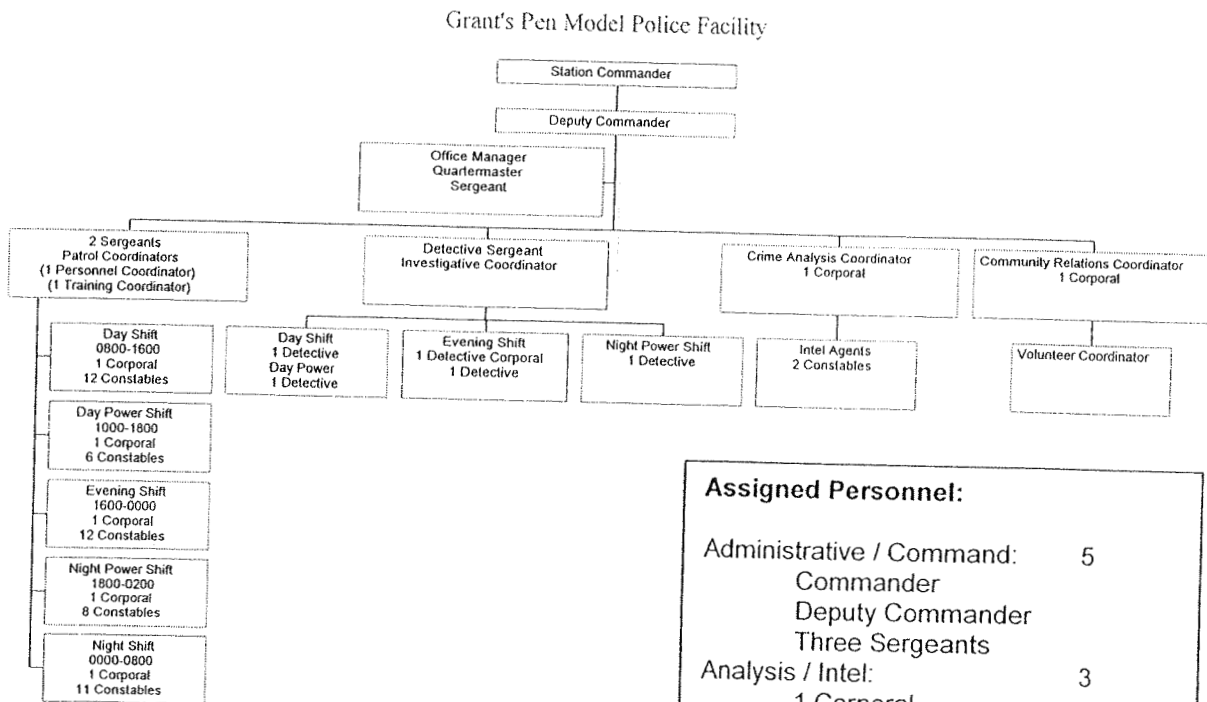 Grant's Pen Model Police Facility
Station Commander
Deputy Commander
Office Manager
Quartermaster
Sergeant
2 Sergeants
Patrol Coordinators
(1 Personnel Coordinator)
(1 Training Coordinator)
Detective Sergeant
Investigative Coordinator
Crime Analysis Coordinator
1 Corporal
Community Relations Coordinator
1 Corporal
Day Shift
0800-1600
1 Corporal
12 Constables
Day Shift
1 Detective
Day Power
1 Detective
Evening Shift
1 Detective Corporal
1 Detective
Night Power Shift
1 Detective
Intel Agents
2 Constables
Volunteer Coordinator
Day Power Shift
1000-1800
1 Corporal
6 Constables
Evening Shift
1600-0000
1 Corporal
12 Constables
Night Power Shift
1800-0200
1 Corporal
8 Constables
Night Shift
0000-0800
1 Corporal
11 Constables
Assigned Personnel:
Administrative / Command: 5
Commander
Deputy Commander
Three Sergeants
Analysis / Intel: 3
1 Corporal